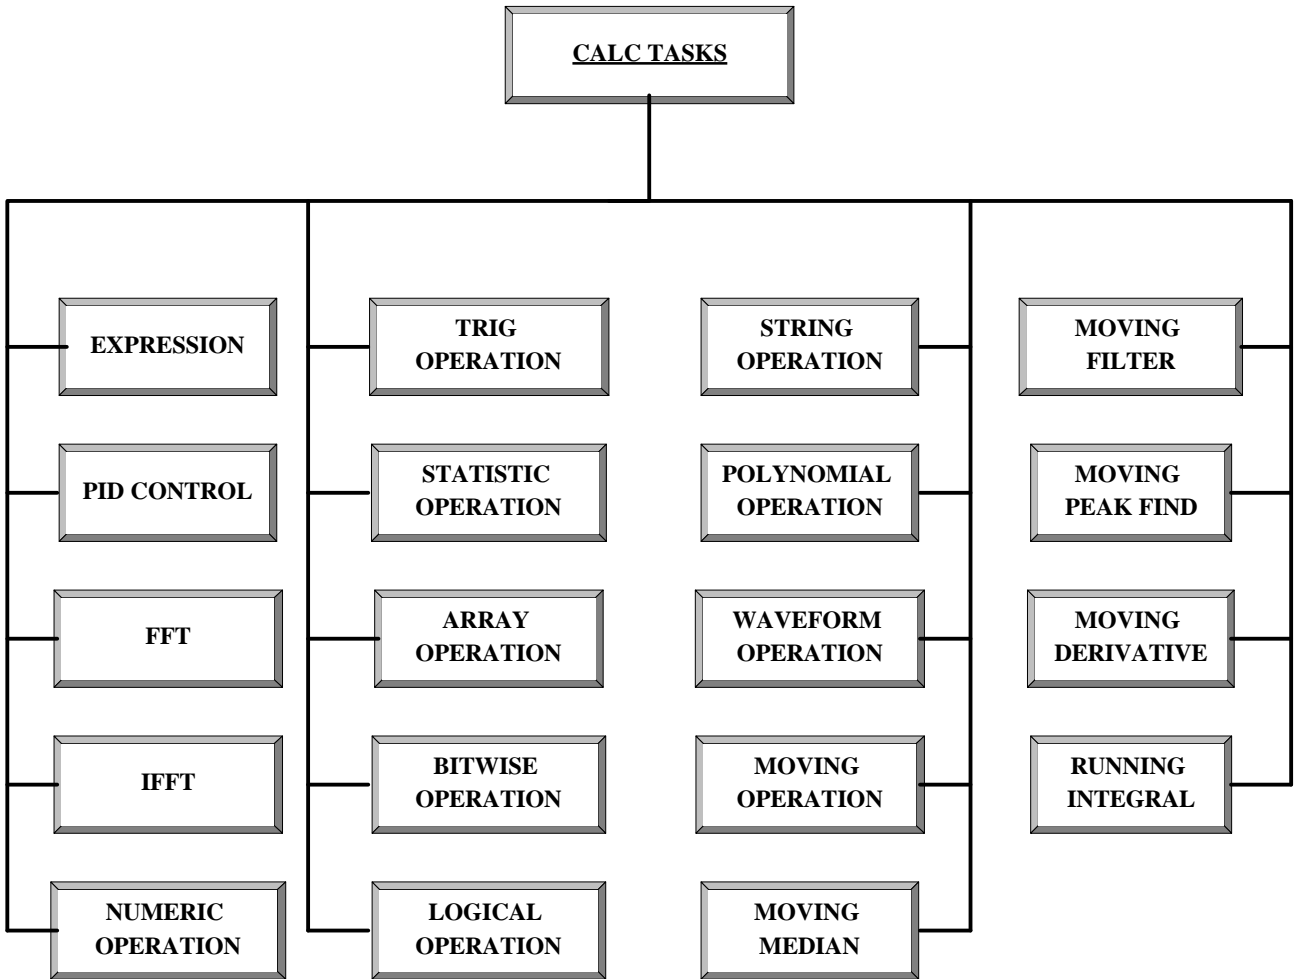 CALC TASKS
EXPRESSION
PID CONTROL
FFT
IFFT
NUMERIC
OPERATION
TRIG
OPERATION
STATISTIC
OPERATION
ARRAY
OPERATION
BITWISE
OPERATION
LOGICAL
OPERATION
STRING
OPERATION
POLYNOMIAL
OPERATION
WAVEFORM
OPERATION
MOVING
OPERATION
MOVING
MEDIAN
MOVING
FILTER
MOVING
PEAK FIND
MOVING
DERIVATIVE
RUNNING
INTEGRAL